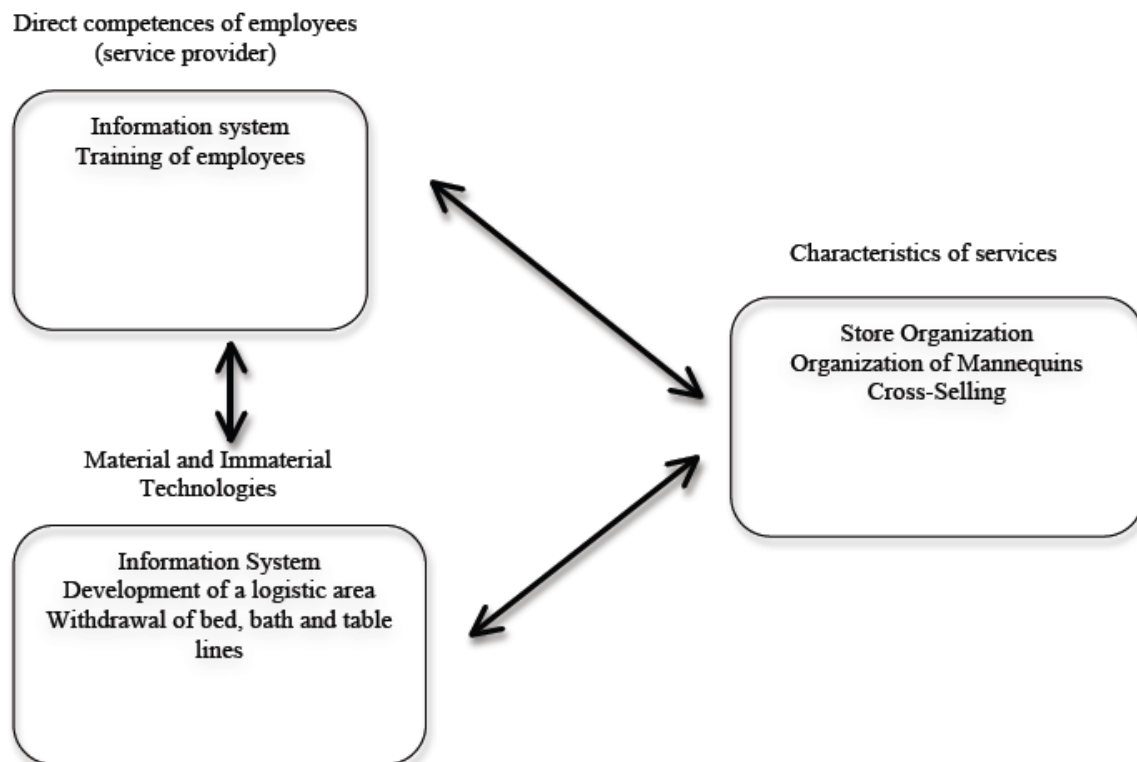 Direct competences of employees
(service provider)
Information system
Training of employees
Characteristics of services
Store Organization
Organization of Mannequins
Cross-Selling
Material and Immaterial
Technologies
Information System
Development of a logistic area
Withdrawal of bed, bath and table
lines